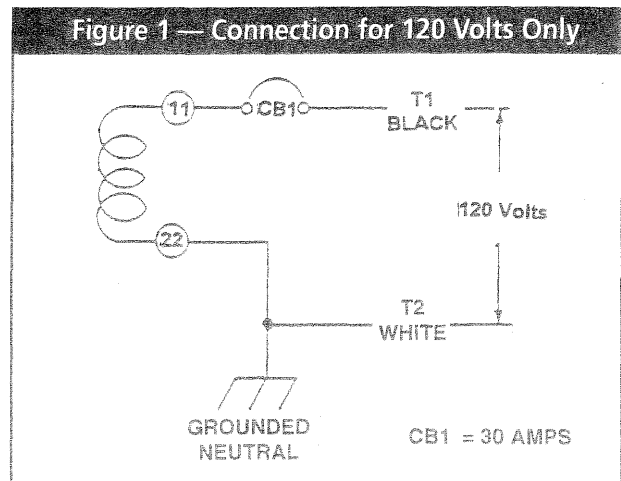 Figure 1 — Connection for 120 Volts Only
11
CB1
T1
BLACK
120 Volts
22
T2
WHITE
GROUNDED
NEUTRAL
CB1 = 30 AMPS